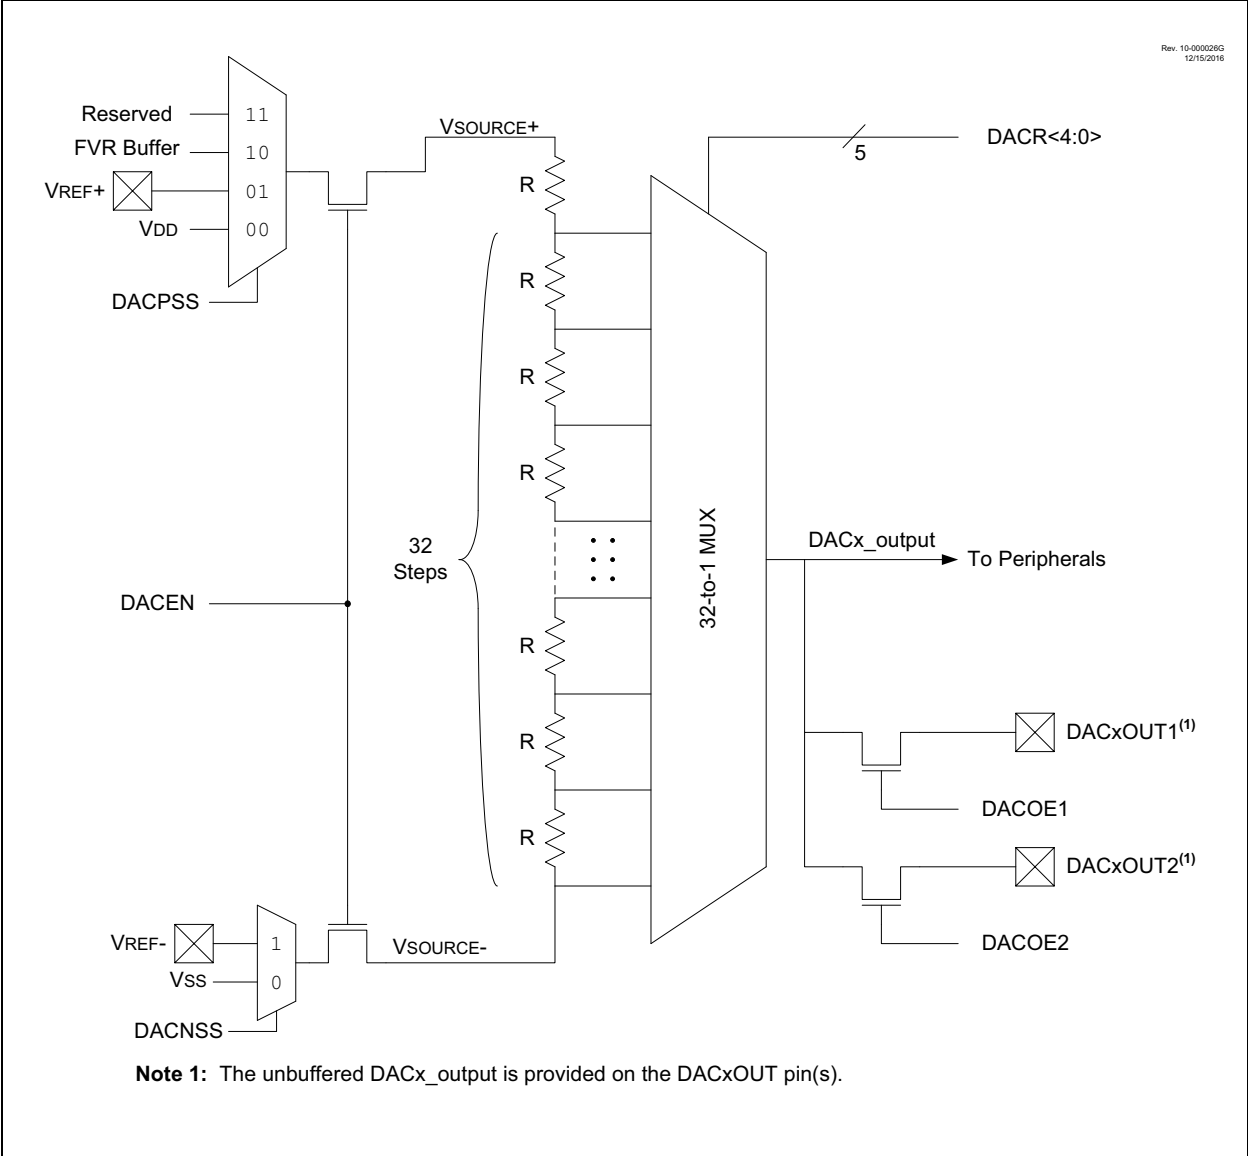 Rev. 10-000026G
12/15/2016
Reserved
11
FVR Buffer
10
VREF+
01
VDD
00
DACPSS
VSOURCE+
R
R
R
R
DACR<4:0>
5
32
Steps
32-to-1 MUX
DACx_output
To Peripherals
DACEN
R
R
R
DACxOUT1(1)
DACOE1
DACxOUT2(1)
DACOE2
VREF-
1
VSS
0
VSOURCE-
DACNSS
Note 1: The unbuffered DACx_output is provided on the DACxOUT pin(s).